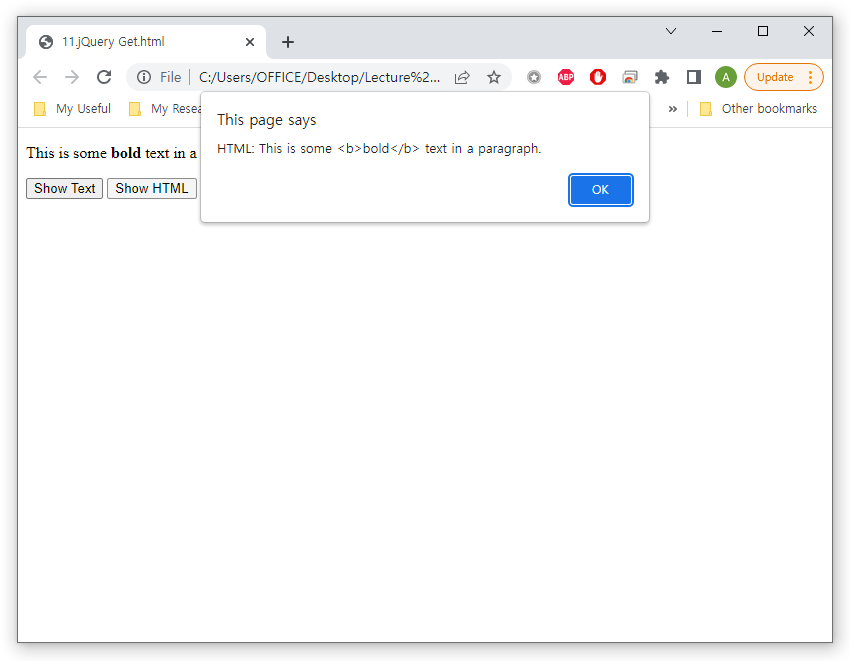 11.jQuery Get.html
File
C:/Users/OFFICE/Desktop/Lecture%2...
ABP
A
Update
My Useful
My Resea
»
Other bookmarks
This page says
HTML: This is some <b>bold</b> text in a paragraph.
OK
This is some bold text in a
Show Text
Show HTML